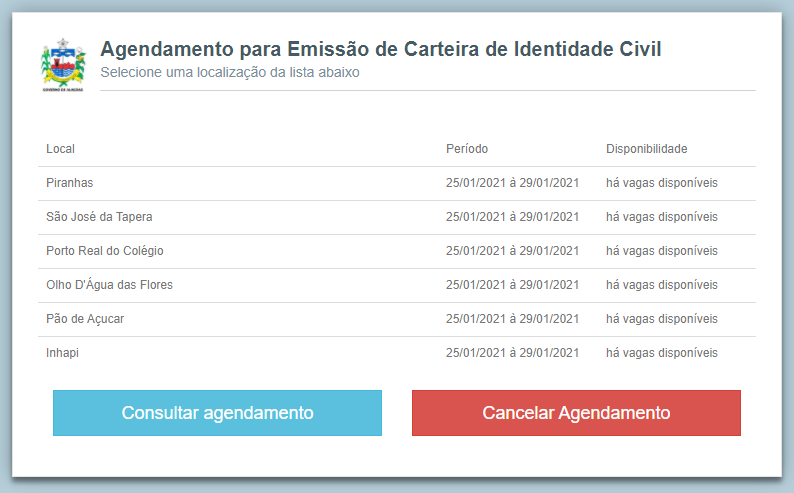 Agendamento para Emissão de Carteira de Identidade Civil
Selecione uma localização da lista abaixo
GOVERNO DE ALAGOAS
Local Período Disponibilidade
Piranhas 25/01/2021 à 29/01/2021 há vagas disponíveis
São José da Tapera 25/01/2021 à 29/01/2021 há vagas disponíveis
Porto Real do Colégio 25/01/2021 à 29/01/2021 há vagas disponíveis
Olho D'Água das Flores 25/01/2021 à 29/01/2021 há vagas disponíveis
Pão de Açucar 25/01/2021 à 29/01/2021 há vagas disponíveis
Inhapi 25/01/2021 à 29/01/2021 há vagas disponíveis
Consultar agendamento Cancelar Agendamento